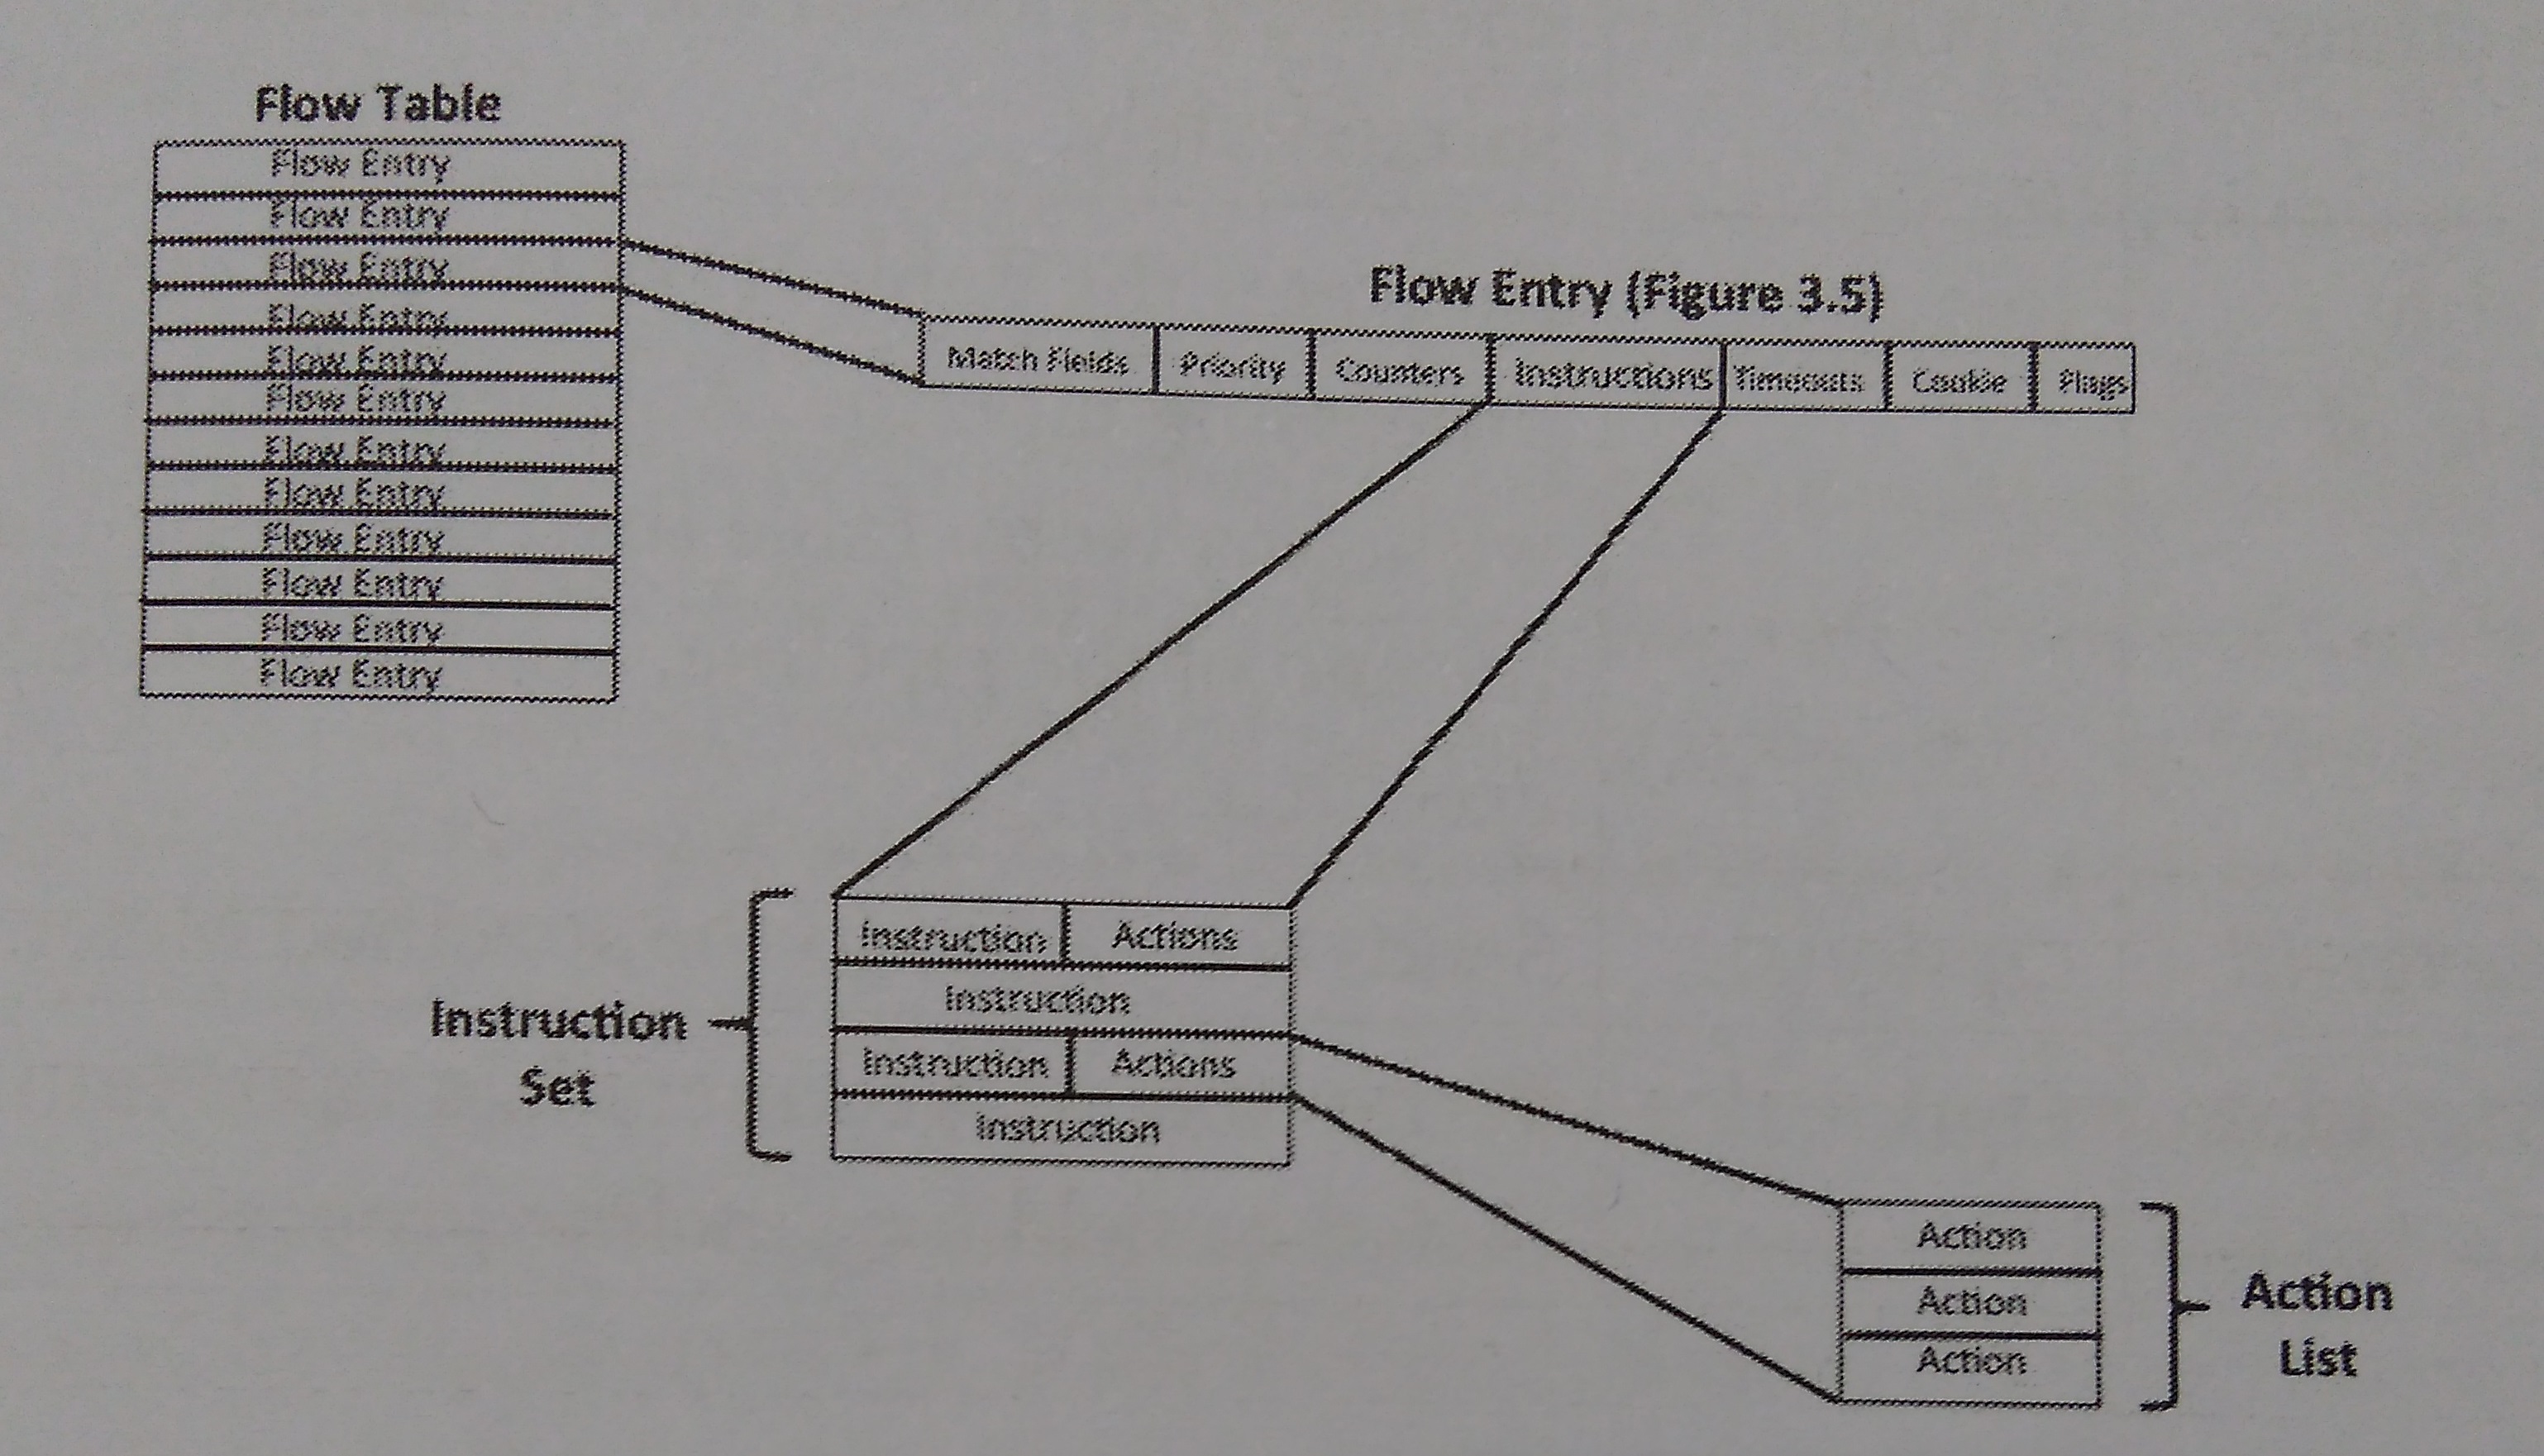 Flow Table
Flow Entry
Flow Entry
Flow Entry
Flow Entry
Flow Entry
Flow Entry
Flow Entry
Flow Entry
Flow Entry
Flow Entry
Flow Entry
Flow Entry
Flow Entry (Figure 3.5)
Match Fields Priority Counters Instructions Timeouts Cookie Flags
Instruction Set
Instruction Actions
Instruction
Instruction Actions
Instruction
Action
Action
Action
Action
List